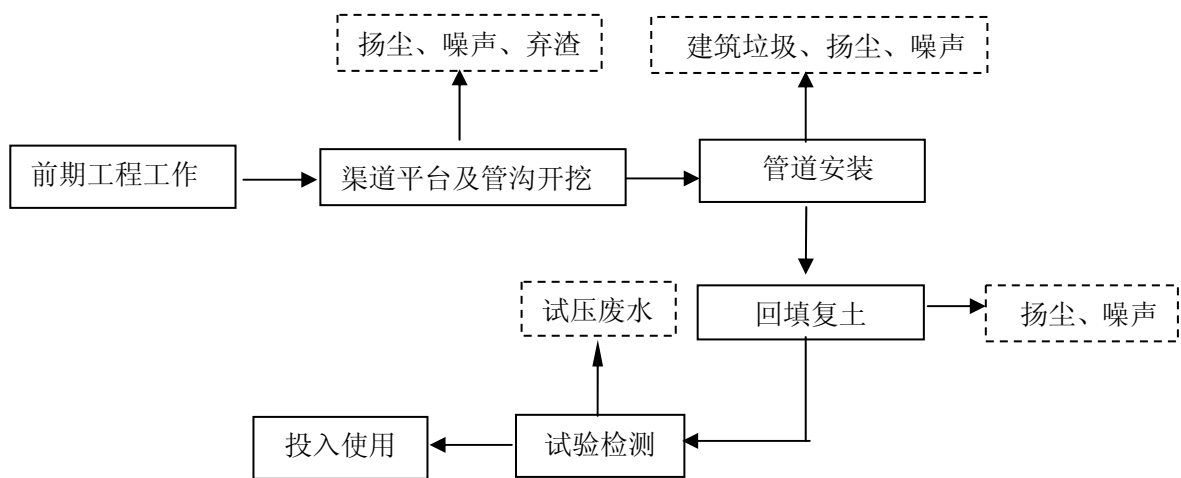 扬尘、噪声、弃渣
建筑垃圾、扬尘、噪声
前期工程工作
渠道平台及管沟开挖
管道安装
试压废水
回填复土
扬尘、噪声
投入使用
试验检测